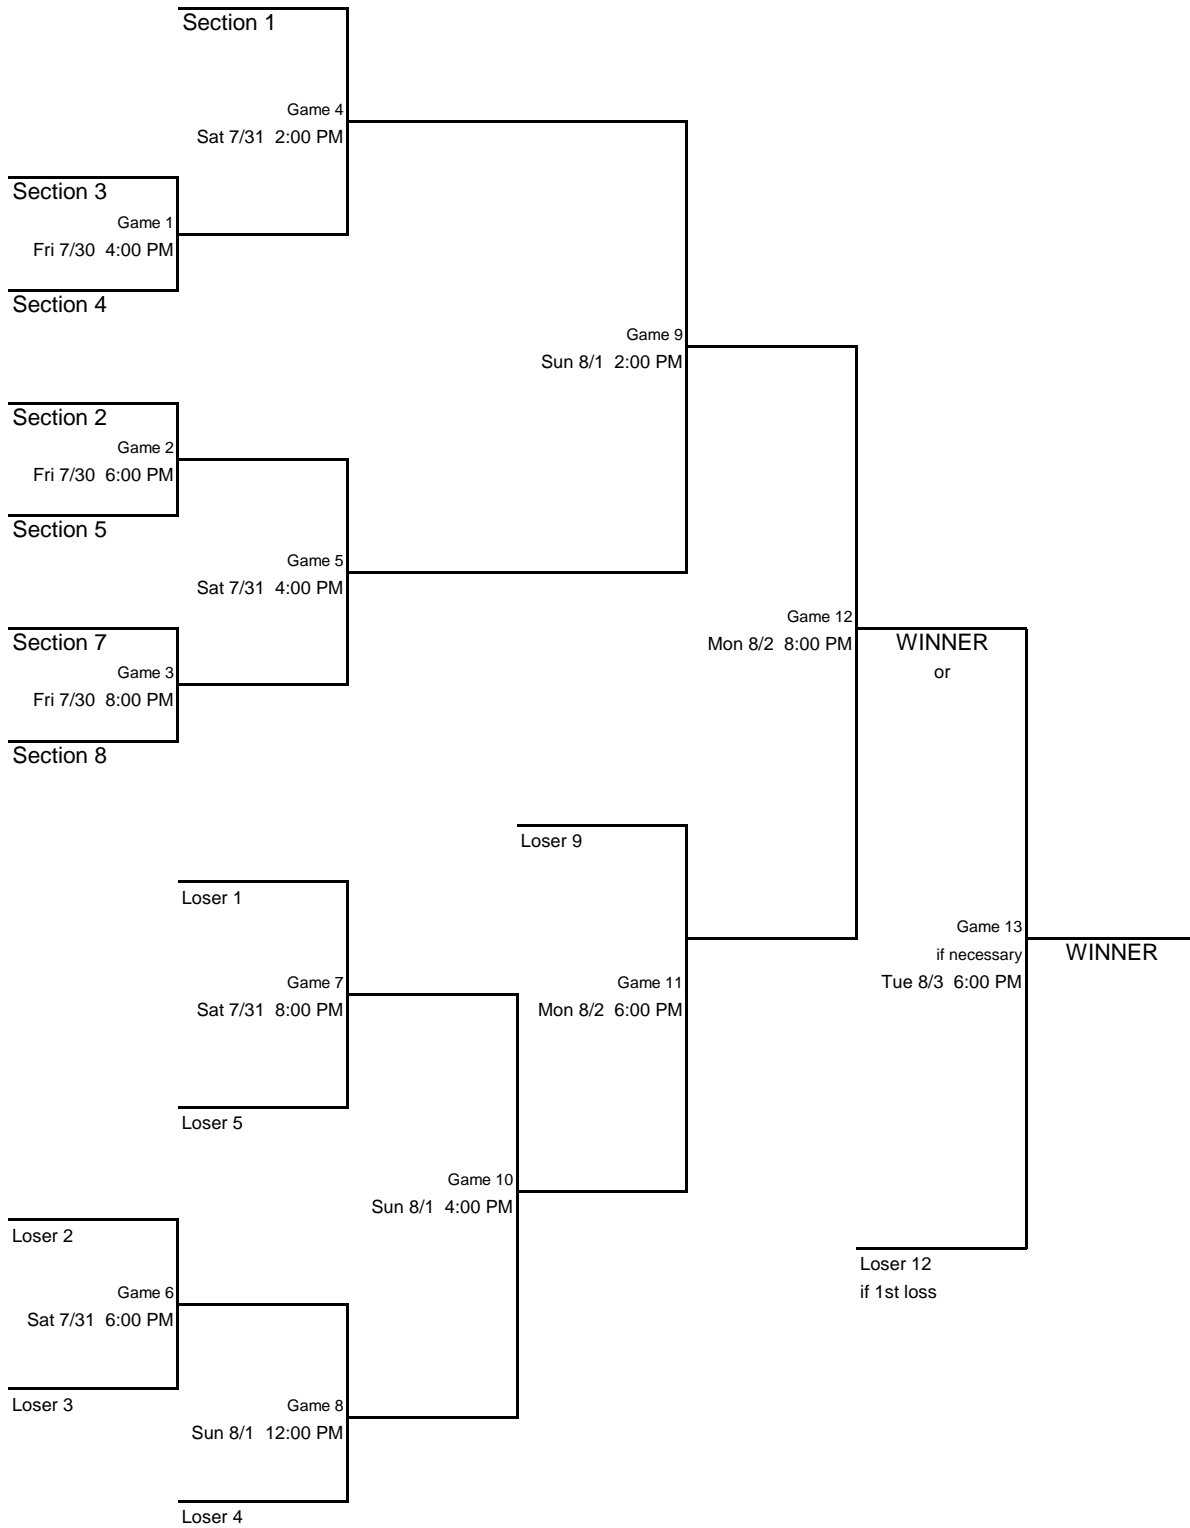 Section 1
Game 4
Sat 7/31 2:00 PM
Section 3
Game 1
Fri 7/30 4:00 PM
Section 4
Game 9
Sun 8/1 2:00 PM
Section 2
Game 2
Fri 7/30 6:00 PM
Section 5
Game 5
Sat 7/31 4:00 PM
Game 12
Mon 8/2 8:00 PM
WINNER
or
Section 7
Game 3
Fri 7/30 8:00 PM
Section 8
Loser 9
Loser 1
Game 13
if necessary
Tue 8/3 6:00 PM
WINNER
Game 7
Sat 7/31 8:00 PM
Game 11
Mon 8/2 6:00 PM
Loser 5
Game 10
Sun 8/1 4:00 PM
Loser 2
Loser 12
if 1st loss
Game 6
Sat 7/31 6:00 PM
Loser 3
Game 8
Sun 8/1 12:00 PM
Loser 4